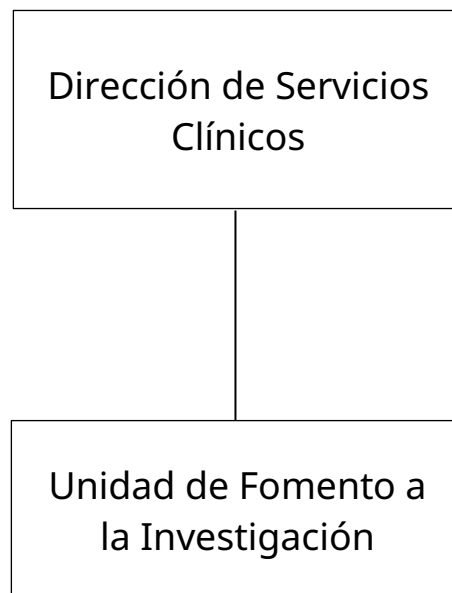 Dirección de Servicios
Clínicos
Unidad de Fomento a
la Investigación